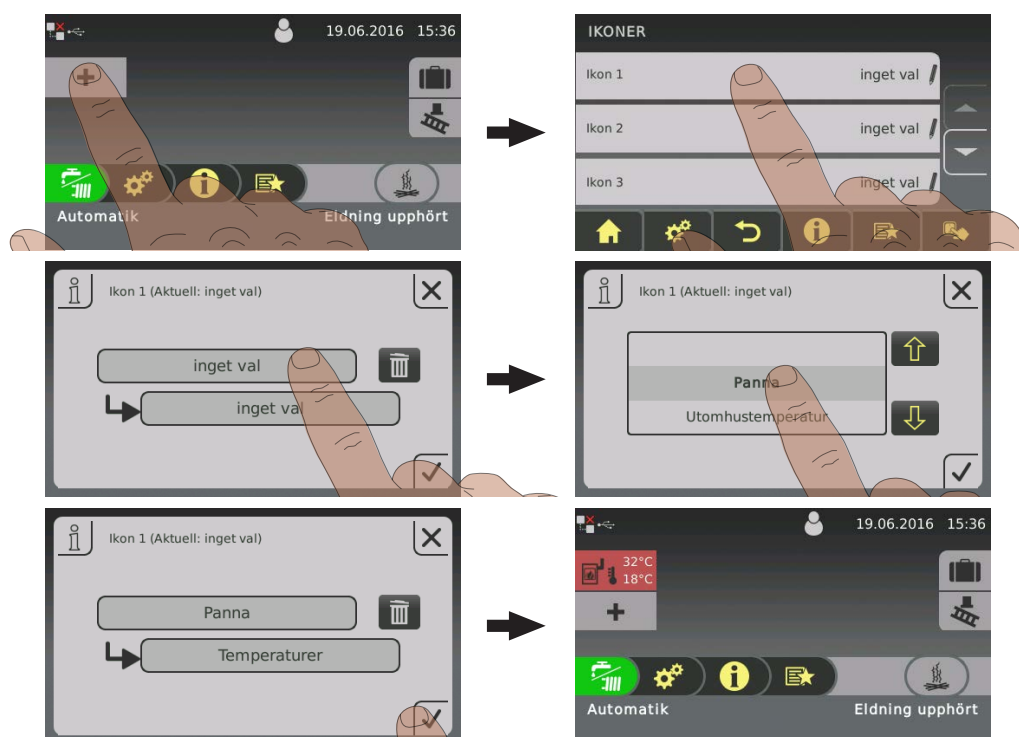 19.06.2016 15:36
Automatik
Eldning upphört
IKONER
Ikon 1 inget val
Ikon 2 inget val
Ikon 3 inget val
Ikon 1 (Aktuell: inget val)
inget val
inget val
Ikon 1 (Aktuell: inget val)
Panna
Utomhustemperatur
Ikon 1 (Aktuell: inget val)
Panna
Temperaturer
19.06.2016 15:36
32°C
18°C
Automatik Eldning upphört